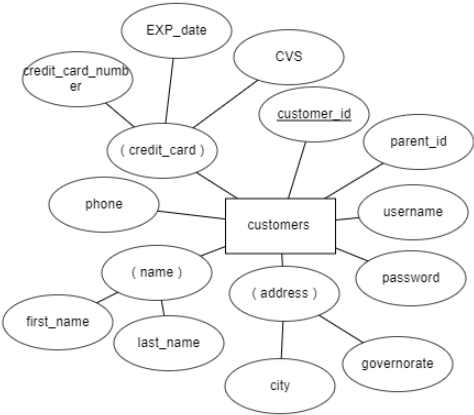 EXP_date
CVS
credit_card_numb
er
customer_id
( credit_card )
parent_id
phone
username
customers
( name )
password
( address )
first_name
last_name
governorate
city